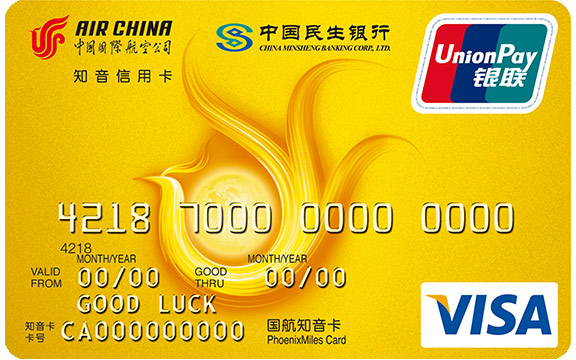 AIR CHINA
中国国際航空公司
知音信用卡
中国民生银行
CHINA MINSHENG BANKING CORP., LTD.
UnionPay
银联
4218 7000 0000 0000
4218
MONTH/YEAR
MONTH/YEAR
VALID FROM 00/00 GOOD THRU 00/00
GOOD LUCK
知音卡卡号 CA000000000
国航知音卡
PhoenixMiles Card
VISA